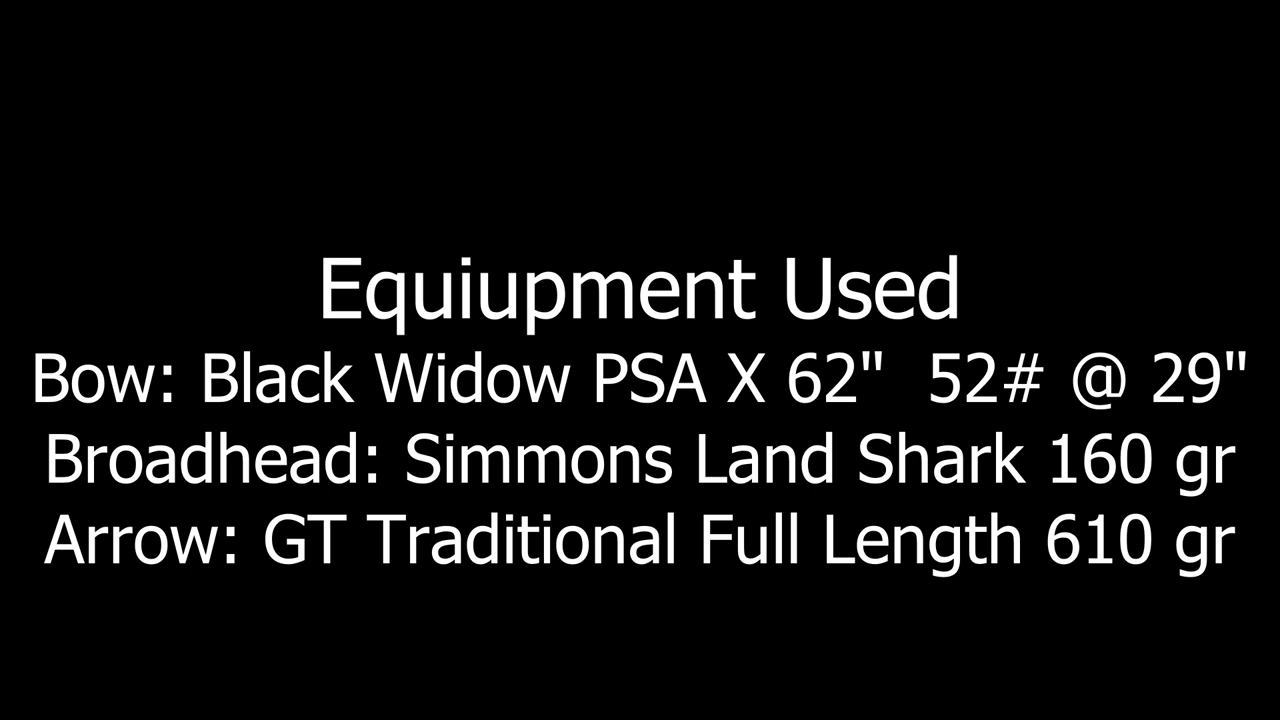 Equiupment Used
Bow: Black Widow PSA X 62"  52# @ 29"
Broadhead: Simmons Land Shark 160 gr
Arrow: GT Traditional Full Length 610 gr